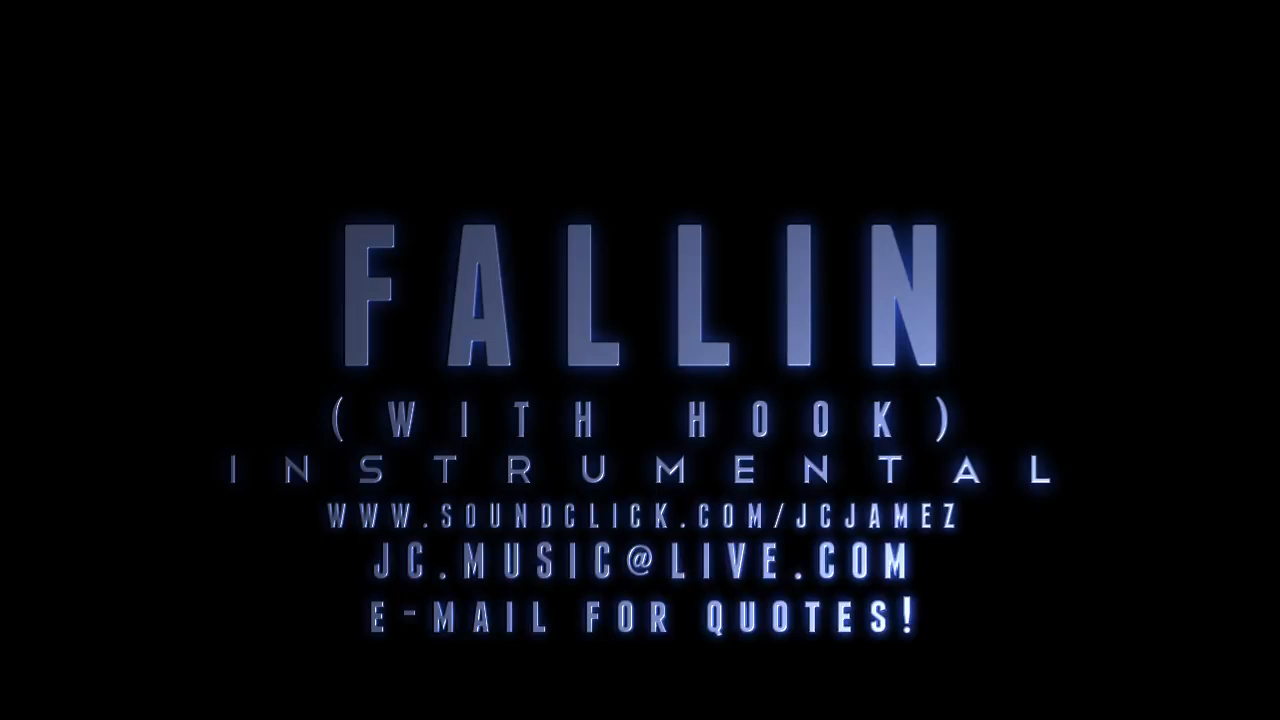 FALLIN
(WITH HOOK)
INSTRUMENTAL
WWW.SOUNDCLICK.COM/JCJAMEZ
JC.MUSIC@LIVE.COM
E-MAIL FOR QUOTES!